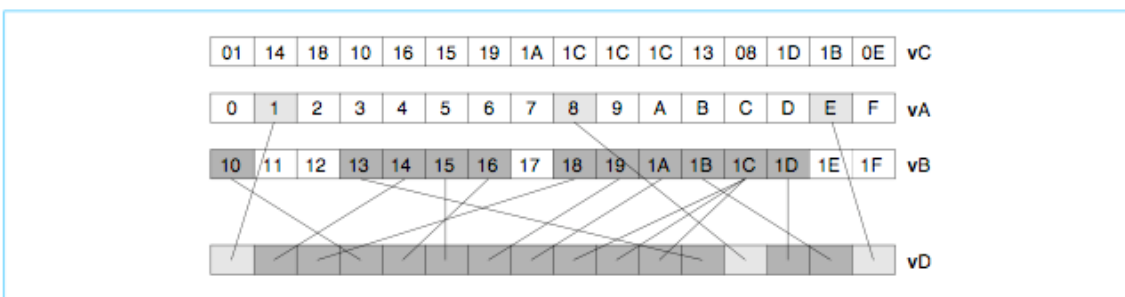 01 14 18 10 16 15 19 1A 1C 1C 1C 13 08 1D 1B 0E vC
0 1 2 3 4 5 6 7 8 9 A B C D E F vA
10 11 12 13 14 15 16 17 18 19 1A 1B 1C 1D 1E 1F vB
vD